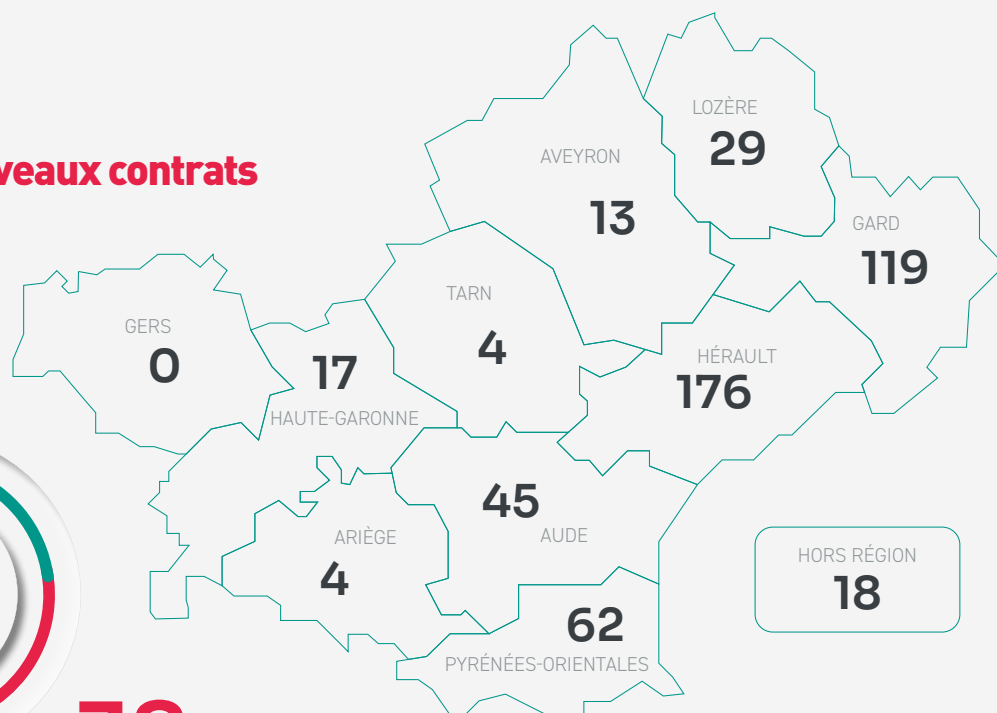 contrats
LOZÈRE
29
AVEYRON
13
GARD
119
TARN
4
GERS
0
17
HAUTE-GARONNE
HÉRAULT
176
45
AUDE
ARIÈGE
4
HORS RÉGION
18
62
PYRÉNÉES-ORIENTALES